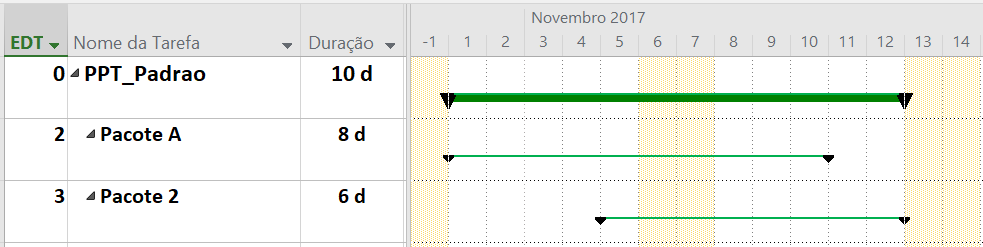 Novembro 2017
EDT Nome da Tarefa Duração -1 1 2 3 4 5 6 7 8 9 10 11 12 13 14
0 PPT_Padrao 10 d
2 Pacote A 8 d
3 Pacote 2 6 d